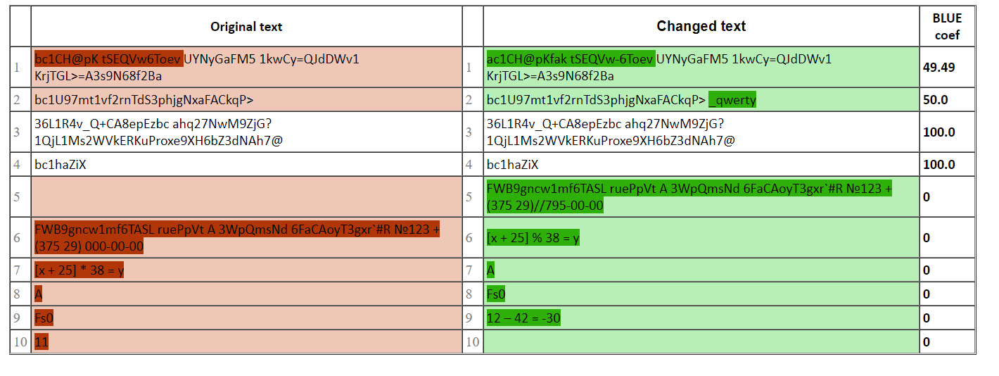 Original text Changed text BLUE
coef
1 bc1CH@pK tSEQVw6Toev UYNyGaFM5 1kwCy=QJdDWv1
KrjTGL>=A3s9N68f2Ba
1 ac1CH@pKfak tSEQVw-6Toev UYNyGaFM5 1kwCy=QJdDWv1
KrjTGL>=A3s9N68f2Ba
49.49
2 bc1U97mt1vf2rnTdS3phjgNxaFACkqP> 2 bc1U97mt1vf2rnTdS3phjgNxaFACkqP> _qwerty 50.0
3 36L1R4v_Q+CA8epEzbc ahq27NwM9ZjG?
1QjL1Ms2WVkERKuProxe9XH6bZ3dNAh7@
3 36L1R4v_Q+CA8epEzbc ahq27NwM9ZjG?
1QjL1Ms2WVkERKuProxe9XH6bZ3dNAh7@
100.0
4 bc1haZiX 4 bc1haZiX 100.0
5
5 FWB9gncw1mf6TASL ruePpVt A 3WpQmsNd 6FaCAoyT3gxr`#R №123 +
(375 29)//795-00-00
0
6 FWB9gncw1mf6TASL ruePpVt A 3WpQmsNd 6FaCAoyT3gxr`#R №123 +
(375 29) 000-00-00
6 [x + 25] % 38 = y
0
7 [x + 25] * 38 = y 7 A 0
8 A 8 Fs0 0
9 Fs0 9 12 – 42 = -30 0
10 11 10 0